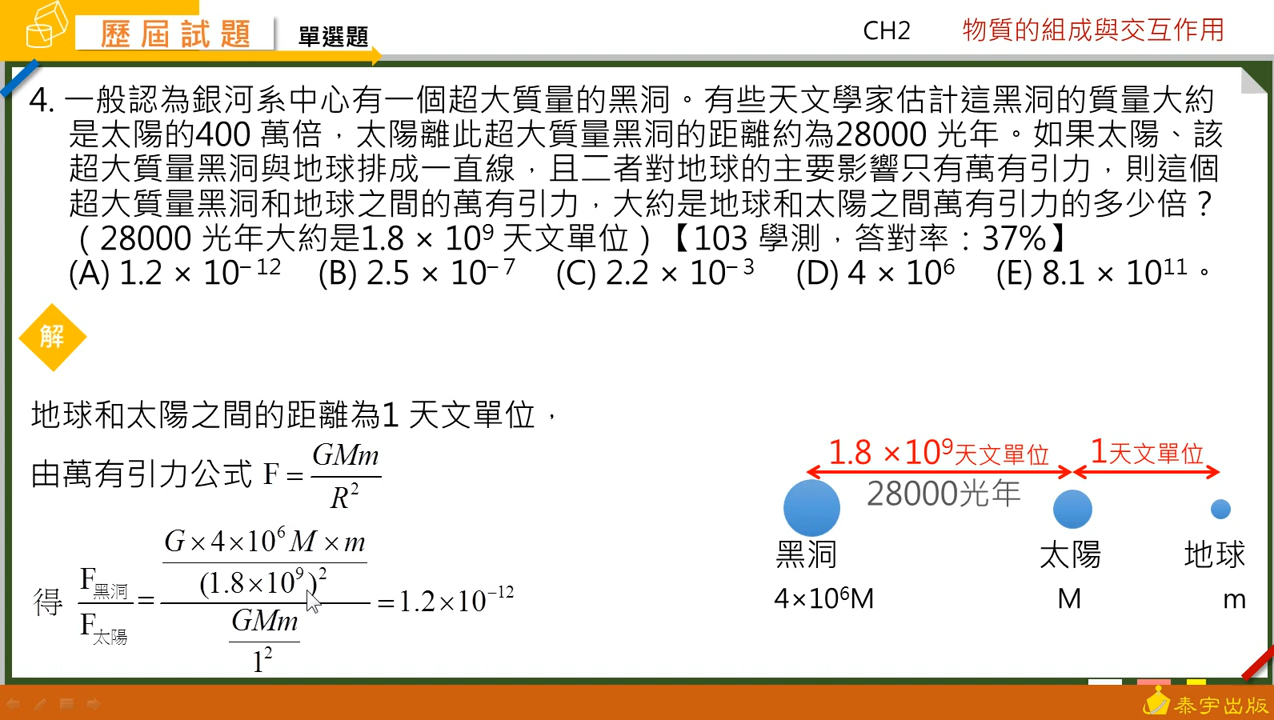 歷屆試題 單選題 CH2 物質的組成與交互作用
4. 一般認為銀河系中心有一個超大質量的黑洞。有些天文學家估計這黑洞的質量大約
是太陽的400 萬倍，太陽離此超大質量黑洞的距離約為28000 光年。如果太陽、該
超大質量黑洞與地球排成一直線，且二者對地球的主要影響只有萬有引力，則這個
超大質量黑洞和地球之間的萬有引力，大約是地球和太陽之間萬有引力的多少倍？
（28000 光年大約是1.8 × 10⁹ 天文單位）【103 學測，答對率：37%】
(A) 1.2 × 10⁻¹² (B) 2.5 × 10⁻⁷ (C) 2.2 × 10⁻³ (D) 4 × 10⁶ (E) 8.1 × 10¹¹。
解
地球和太陽之間的距離為1 天文單位，
由萬有引力公式 F = GMm / R²
得 F黑洞 / F太陽 = (G×4×10⁶M×m / (1.8×10⁹)²) / (GMm / 1²) = 1.2×10⁻¹²
1.8 ×10⁹天文單位 1天文單位
28000光年
黑洞 太陽 地球
4×10⁶M M m
泰宇出版